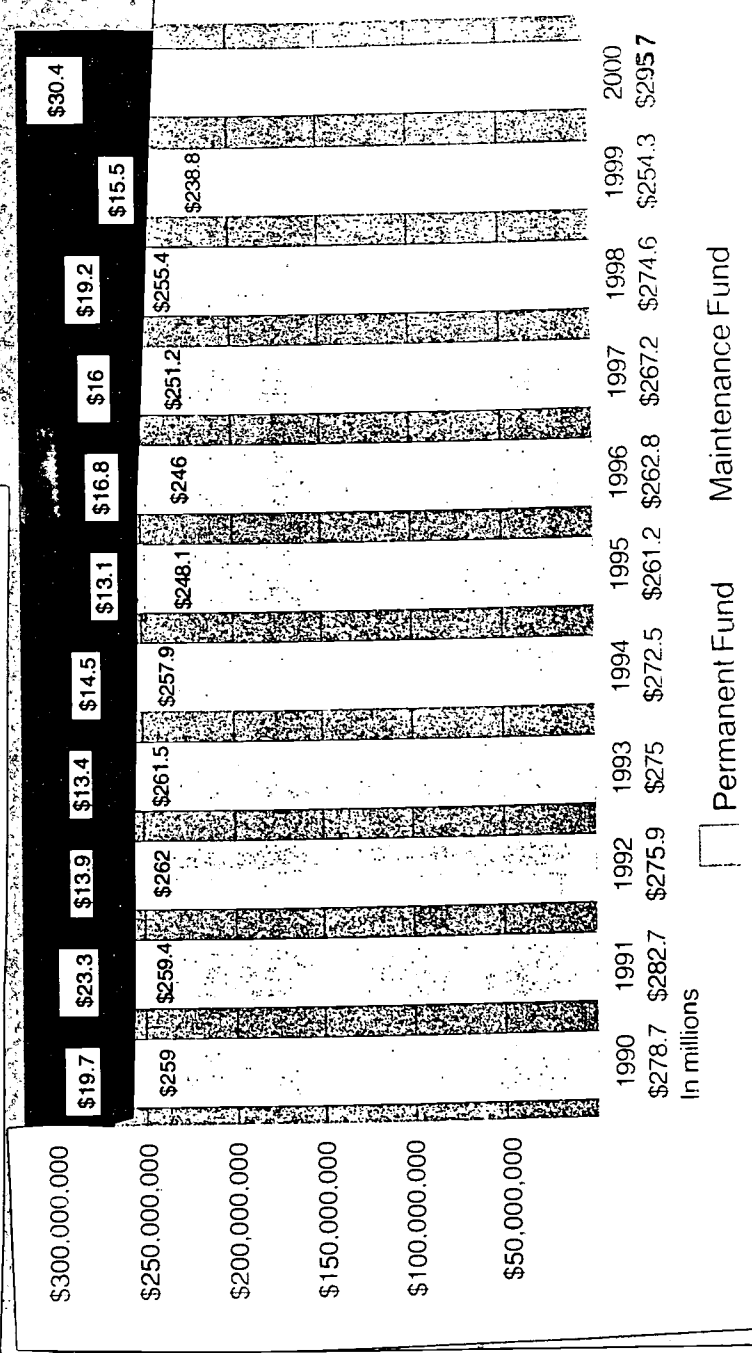 $300.000.000
$250.000.000
$200,000.000
$150.000.000
$100.000.000
$50,000,000
$19.7 $23.3 $13.9 $13.4 $14.5 $13.1 $16.8 $16 $19.2 $15.5 $30.4
$259 $259.4 $262 $261.5 $257.9 $248.1 $246 $251.2 $255.4 $238.8
1990 1991 1992 1993 1994 1995 1996 1997 1998 1999 2000
$278.7 $282.7 $275.9 $275 $272.5 $261.2 $262.8 $267.2 $274.6 $254.3 $295 7
In millions
Permanent Fund Maintenance Fund